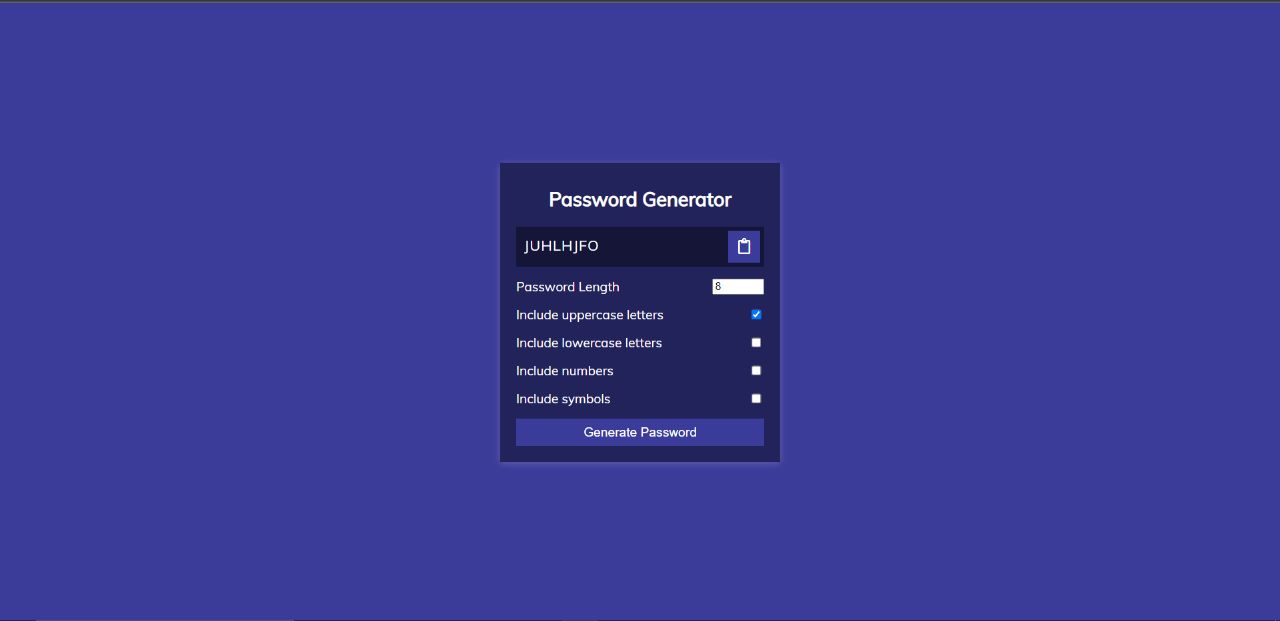 Password Generator
JUHLHJFO
Password Length 8
Include uppercase letters
Include lowercase letters
Include numbers
Include symbols
Generate Password